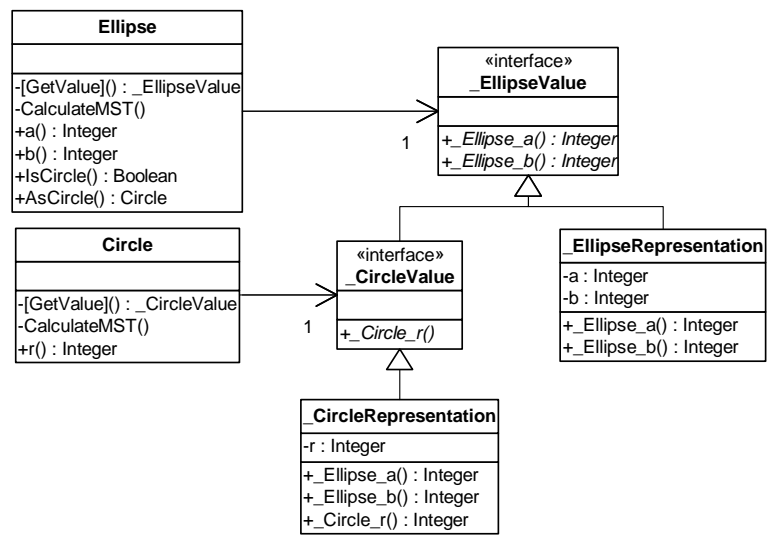 Ellipse
-[GetValue]() : _EllipseValue
-CalculateMST()
+a() : Integer
+b() : Integer
+IsCircle() : Boolean
+AsCircle() : Circle
1
«interface»
_EllipseValue
+_Ellipse_a() : Integer
+_Ellipse_b() : Integer
Circle
-[GetValue]() : _CircleValue
-CalculateMST()
+r() : Integer
1
«interface»
_CircleValue
+_Circle_r()
_EllipseRepresentation
-a : Integer
-b : Integer
+_Ellipse_a() : Integer
+_Ellipse_b() : Integer
_CircleRepresentation
-r : Integer
+_Ellipse_a() : Integer
+_Ellipse_b() : Integer
+_Circle_r() : Integer